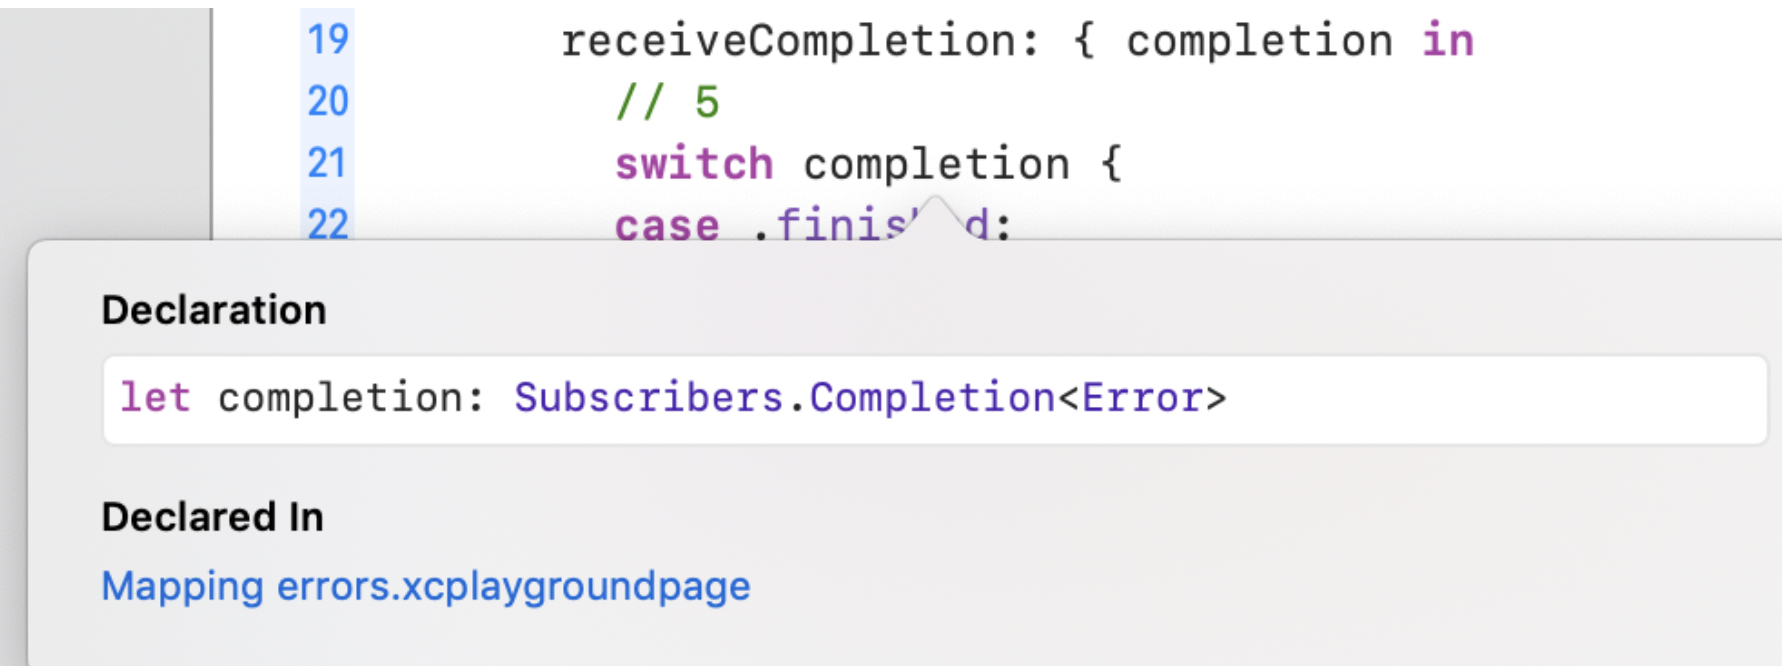 19 receiveCompletion: { completion in
20 // 5
21 switch completion {
22 case .finis d:
Declaration
let completion: Subscribers.Completion<Error>
Declared In
Mapping errors.xcplaygroundpage